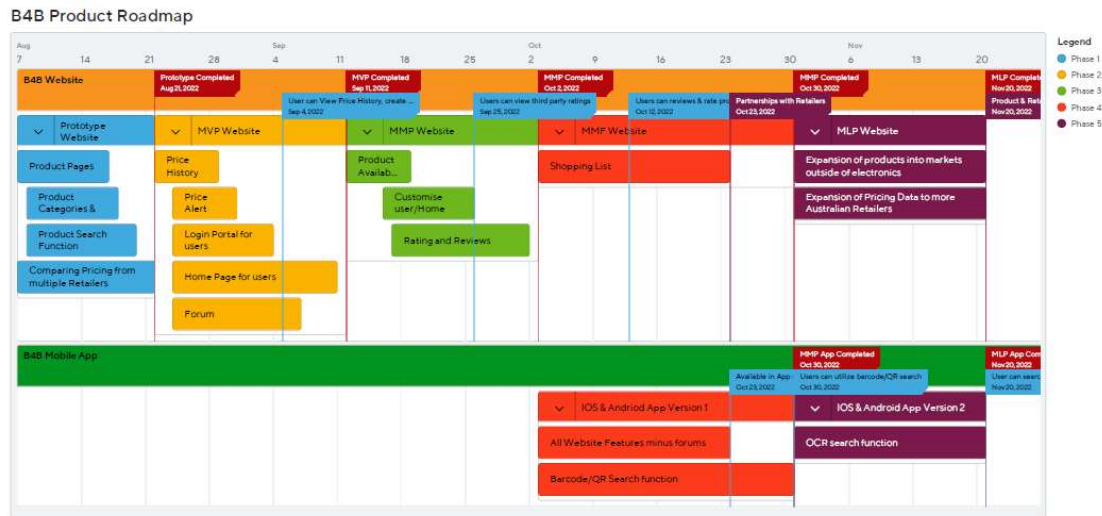 B4B Product Roadmap
Aug Sep Oct Nov
7 14 21 28 4 11 18 25 2 9 16 23 30 6 13 20
Legend
Phase 1
Phase 2
Phase 3
Phase 4
Phase 5
B4B Website
Prototype Completed
Aug 21, 2022
MVP Completed
Sep 11, 2022
MMP Completed
Oct 2, 2022
MMP Completed
Oct 30, 2022
MLP Complet
Nov 20, 2022
User can View Price History, create ...
Sep 4, 2022
Users can view third party ratings
Sep 25, 2022
Users can reviews & rate pro
Oct 12, 2022
Partnerships with Retailers
Oct 23, 2022
Product & Reta
Nov 20, 2022
Prototype
Website
MVP Website
MMP Website
MMF Website
MLP Website
Product Pages
Price
History
Product
Availab...
Shopping List
Expansion of products into markets
outside of electronics
Product
Categories &
Price
Alert
Customise
user/Home
Expansion of Pricing Data to more
Australian Retailers
Product Search
Function
Login Portal for
users
Rating and Reviews
Comparing Pricing from
multiple Retailers
Home Page for users
Forum
B4B Mobile App
MMP App Completed
Oct 30, 2022
MLP App Com
Nov 20, 2022
Available in App
Oct 23, 2022
Users can utilize barcode/QR search
Oct 30, 2022
User can searc
Nov 20, 2022
IOS & Andriod App Version 1
IOS & Android App Version 2
All Website Features minus forums
OCR search function
Barcode/QR Search function